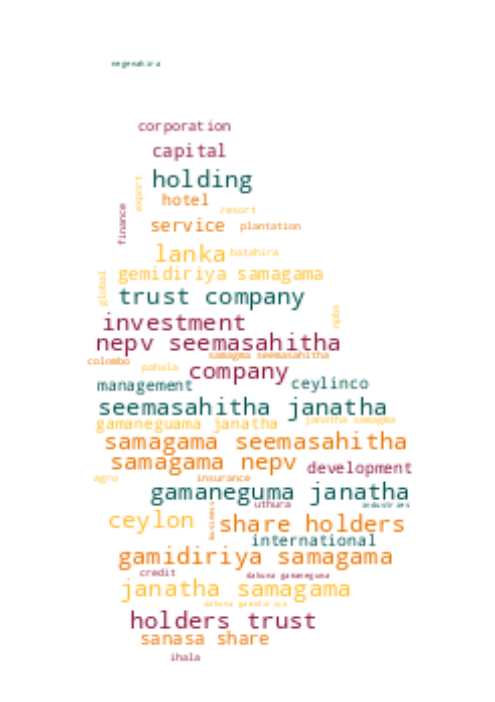 negenahira
corporation
capital
holding
export
hotel
resort
finance
service
plantation
lanka
batahira
gemidiriya samagama
global
trust company
npbs
investment
nepv seemasahitha
samagma seemasahitha
colombo
pahala
company
management
ceylinco
seemasahitha janatha
janatha samagma
gamaneguama janatha
samagama seemasahitha
samagama nepv
development
agro
insurance
gamaneguma janatha
uthura
industries
business
ceylon
share holders
international
gamidiriya samagama
credit
dakuna gamaneguma
janatha samagama
dakuna gamidiriya
holders trust
sanasa share
ihala